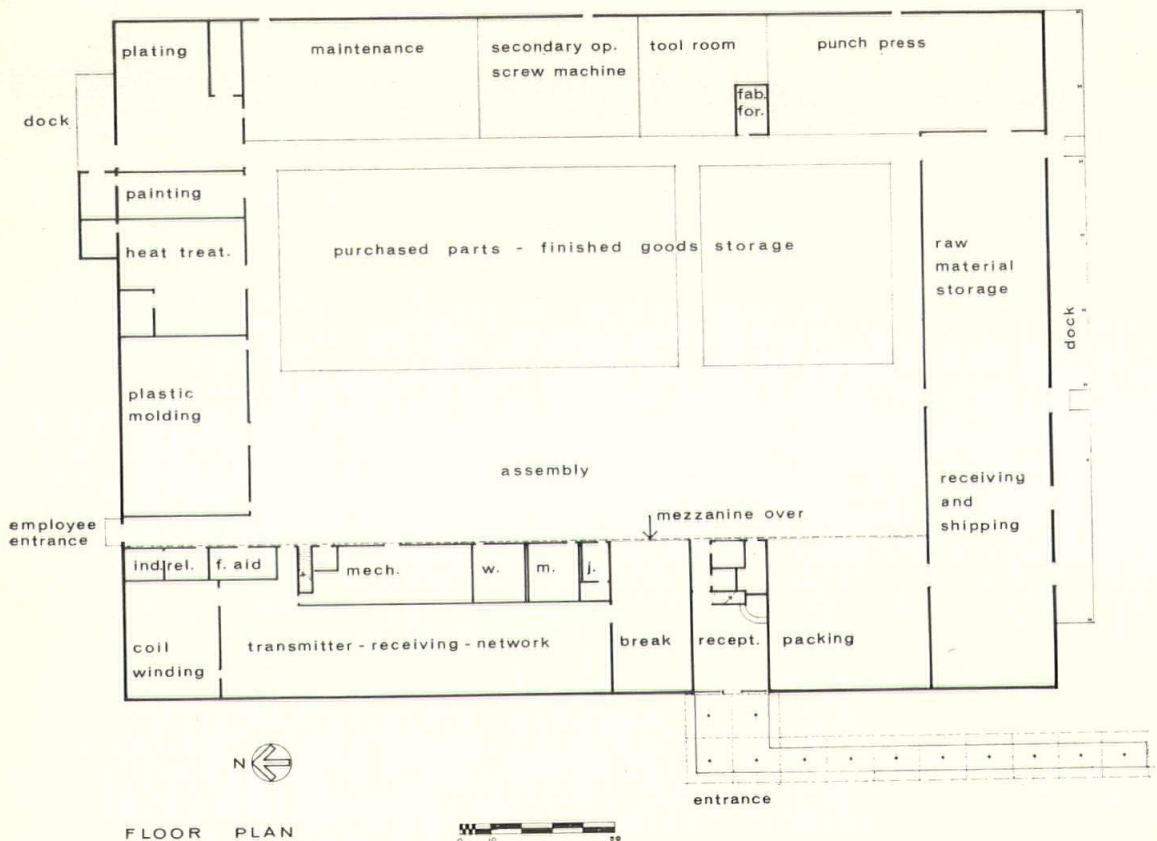 plating
maintenance
secondary op.
screw machine
tool room
punch press
fab.
for.
dock
painting
heat treat.
purchased parts - finished goods storage
raw
material
storage
dock
plastic
molding
assembly
receiving
and
shipping
employee
entrance
mezzanine over
ind. rel.
f. aid
mech.
w.
m.
j.
coil
winding
transmitter - receiving - network
break
recept.
packing
N
entrance
FLOOR PLAN